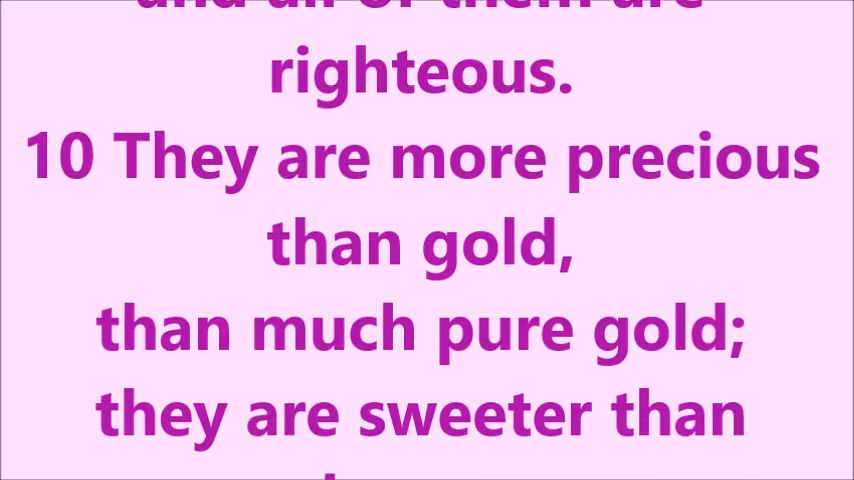 and all of them are
righteous.
10 They are more precious
than gold,
than much pure gold;
they are sweeter than